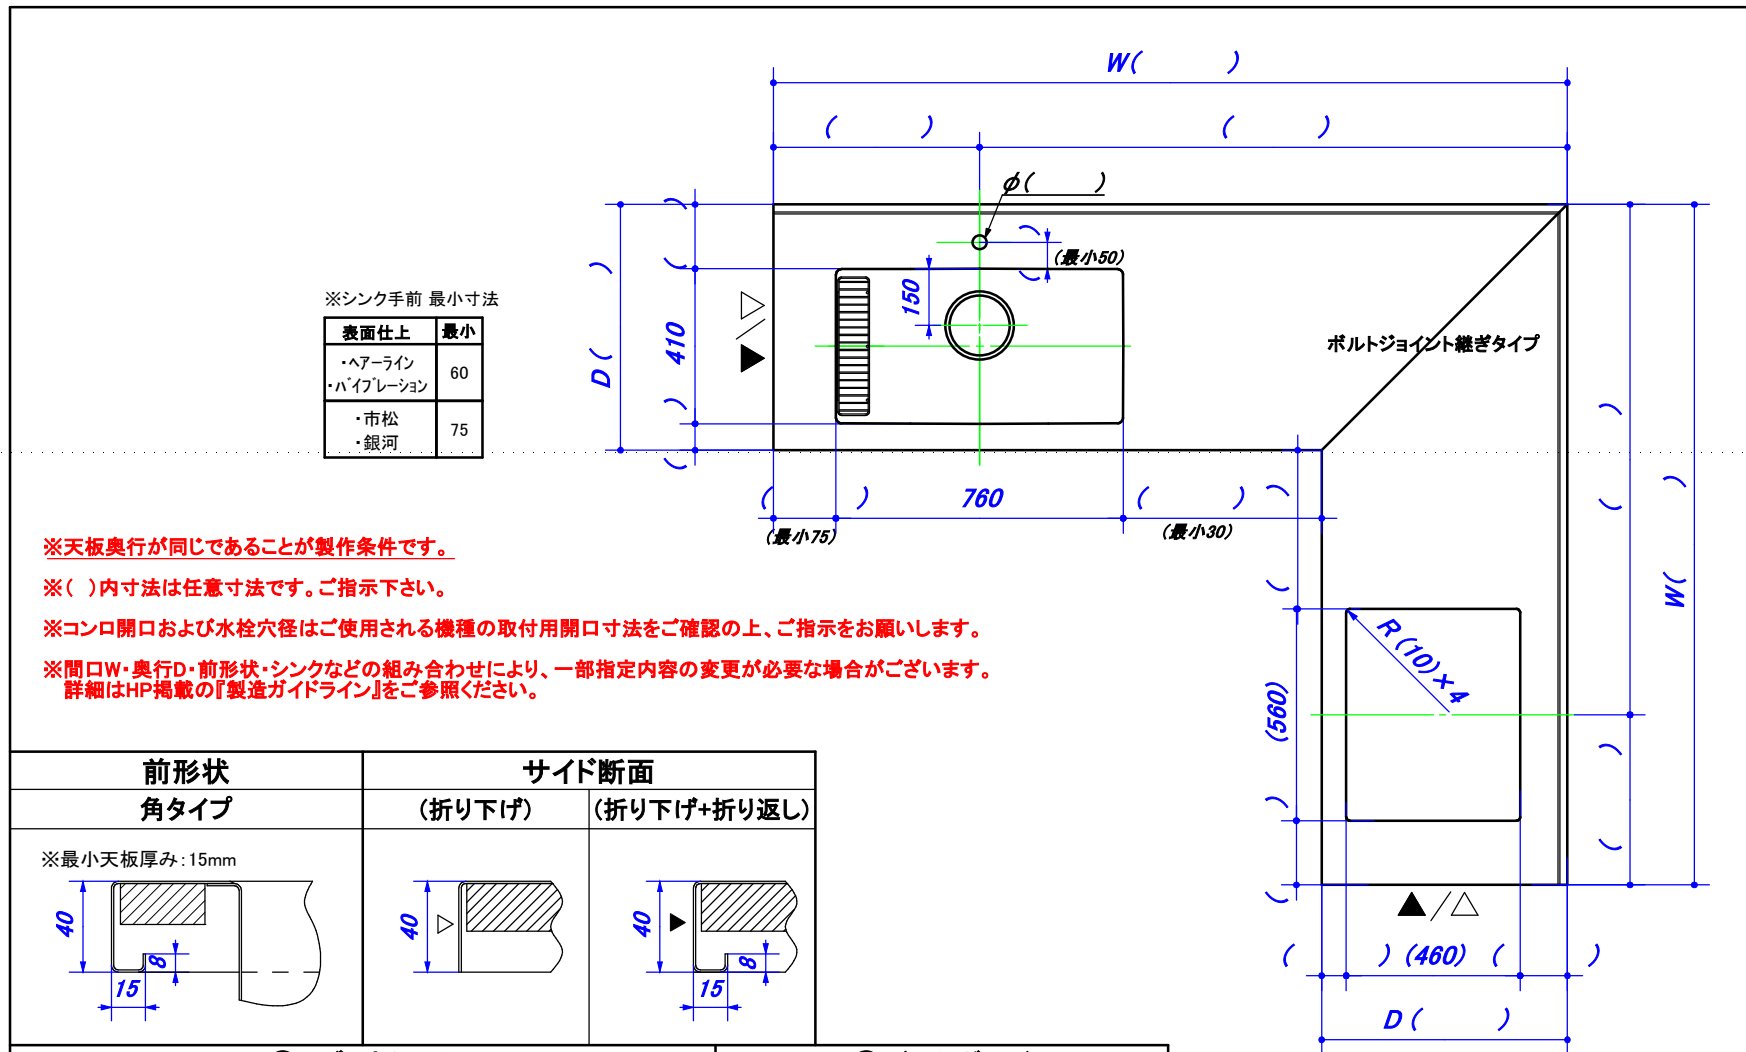 W(　　)
(　　)
(　　)
φ(　　)
(　)
(　)
(最小50)
150
410
D(　　)
(　)
※シンク手前 最小寸法
表面仕上
最小
・ヘアーライン
・バイブレーション
60
・市松
・銀河
75
ボルトジョイント継ぎタイプ
(　　)
760
(　　)
(最小75)
(最小30)
※天板奥行が同じであることが製作条件です。
※(　)内寸法は任意寸法です。ご指示下さい。
※コンロ開口および水栓穴径はご使用される機種の取付用開口寸法をご確認の上、ご指示をお願いします。
※間口W・奥行D・前形状・シンクなどの組み合わせにより、一部指定内容の変更が必要な場合がございます。
詳細はHP掲載の『製造ガイドライン』をご参照ください。
(　　)
(　　)
W(　　)
R(10)×4
(560)
(　)
(　　)
(　　)
(460)
(　　)
D(　　)
前形状
サイド断面
角タイプ
(折り下げ)
(折り下げ+折り返し)
※最小天板厚み:15mm
40
8
15
40
40
8
15